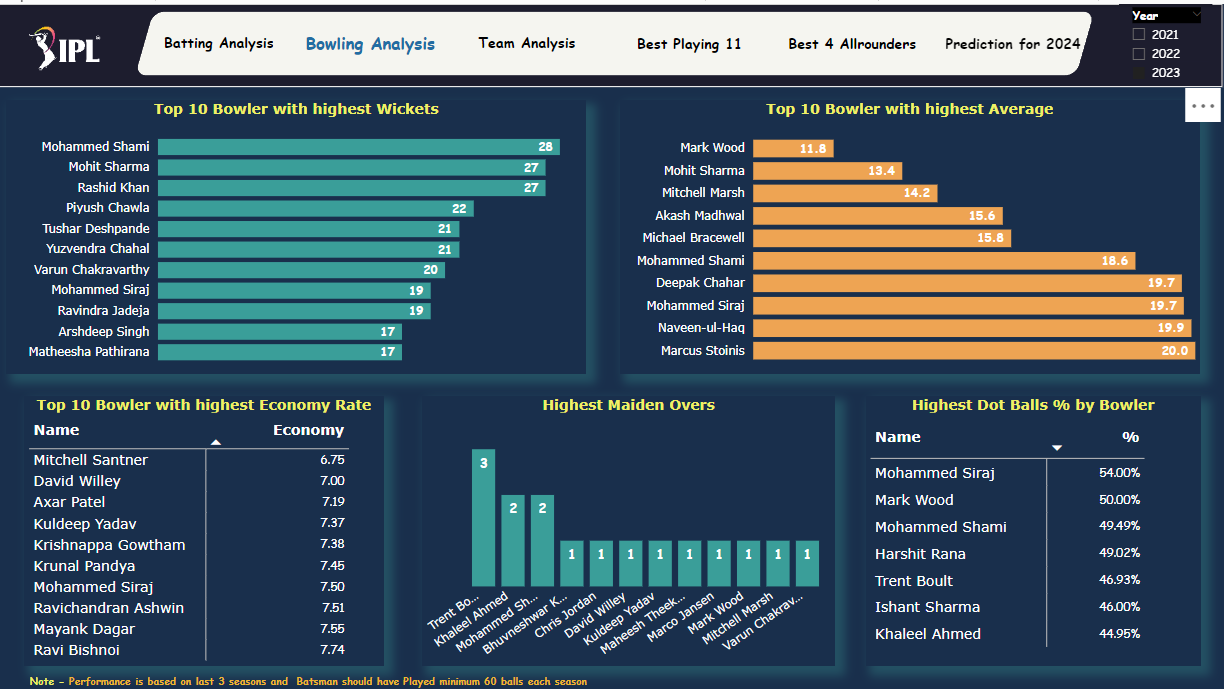 IPL
Batting Analysis
Bowling Analysis
Team Analysis
Best Playing 11
Best 4 Allrounders
Prediction for 2024
Year
2021
2022
2023
Top 10 Bowler with highest Wickets
Mohammed Shami 28
Mohit Sharma 27
Rashid Khan 27
Piyush Chawla 22
Tushar Deshpande 21
Yuzvendra Chahal 21
Varun Chakravarthy 20
Mohammed Siraj 19
Ravindra Jadeja 19
Arshdeep Singh 17
Matheesha Pathirana 17
Top 10 Bowler with highest Average
Mark Wood 11.8
Mohit Sharma 13.4
Mitchell Marsh 14.2
Akash Madhwal 15.6
Michael Bracewell 15.8
Mohammed Shami 18.6
Deepak Chahar 19.7
Mohammed Siraj 19.7
Naveen-ul-Haq 19.9
Marcus Stoinis 20.0
Top 10 Bowler with highest Economy Rate
Name Economy
Mitchell Santner 6.75
David Willey 7.00
Axar Patel 7.19
Kuldeep Yadav 7.37
Krishnappa Gowtham 7.38
Krunal Pandya 7.45
Mohammed Siraj 7.50
Ravichandran Ashwin 7.51
Mayank Dagar 7.55
Ravi Bishnoi 7.74
Highest Maiden Overs
3 2 2 1 1 1 1 1 1 1 1 1
Trent Bo...
Khaleel Ahmed
Mohammed Sh...
Bhuvneshwar K...
Chris Jordan
David Willey
Kuldeep Yadav
Maheesh Theek...
Marco Jansen
Mark Wood
Mitchell Marsh
Varun Chakrav...
Highest Dot Balls % by Bowler
Name %
Mohammed Siraj 54.00%
Mark Wood 50.00%
Mohammed Shami 49.49%
Harshit Rana 49.02%
Trent Boult 46.93%
Ishant Sharma 46.00%
Khaleel Ahmed 44.95%
Note - Performance is based on last 3 seasons and Batsman should have Played minimum 60 balls each season